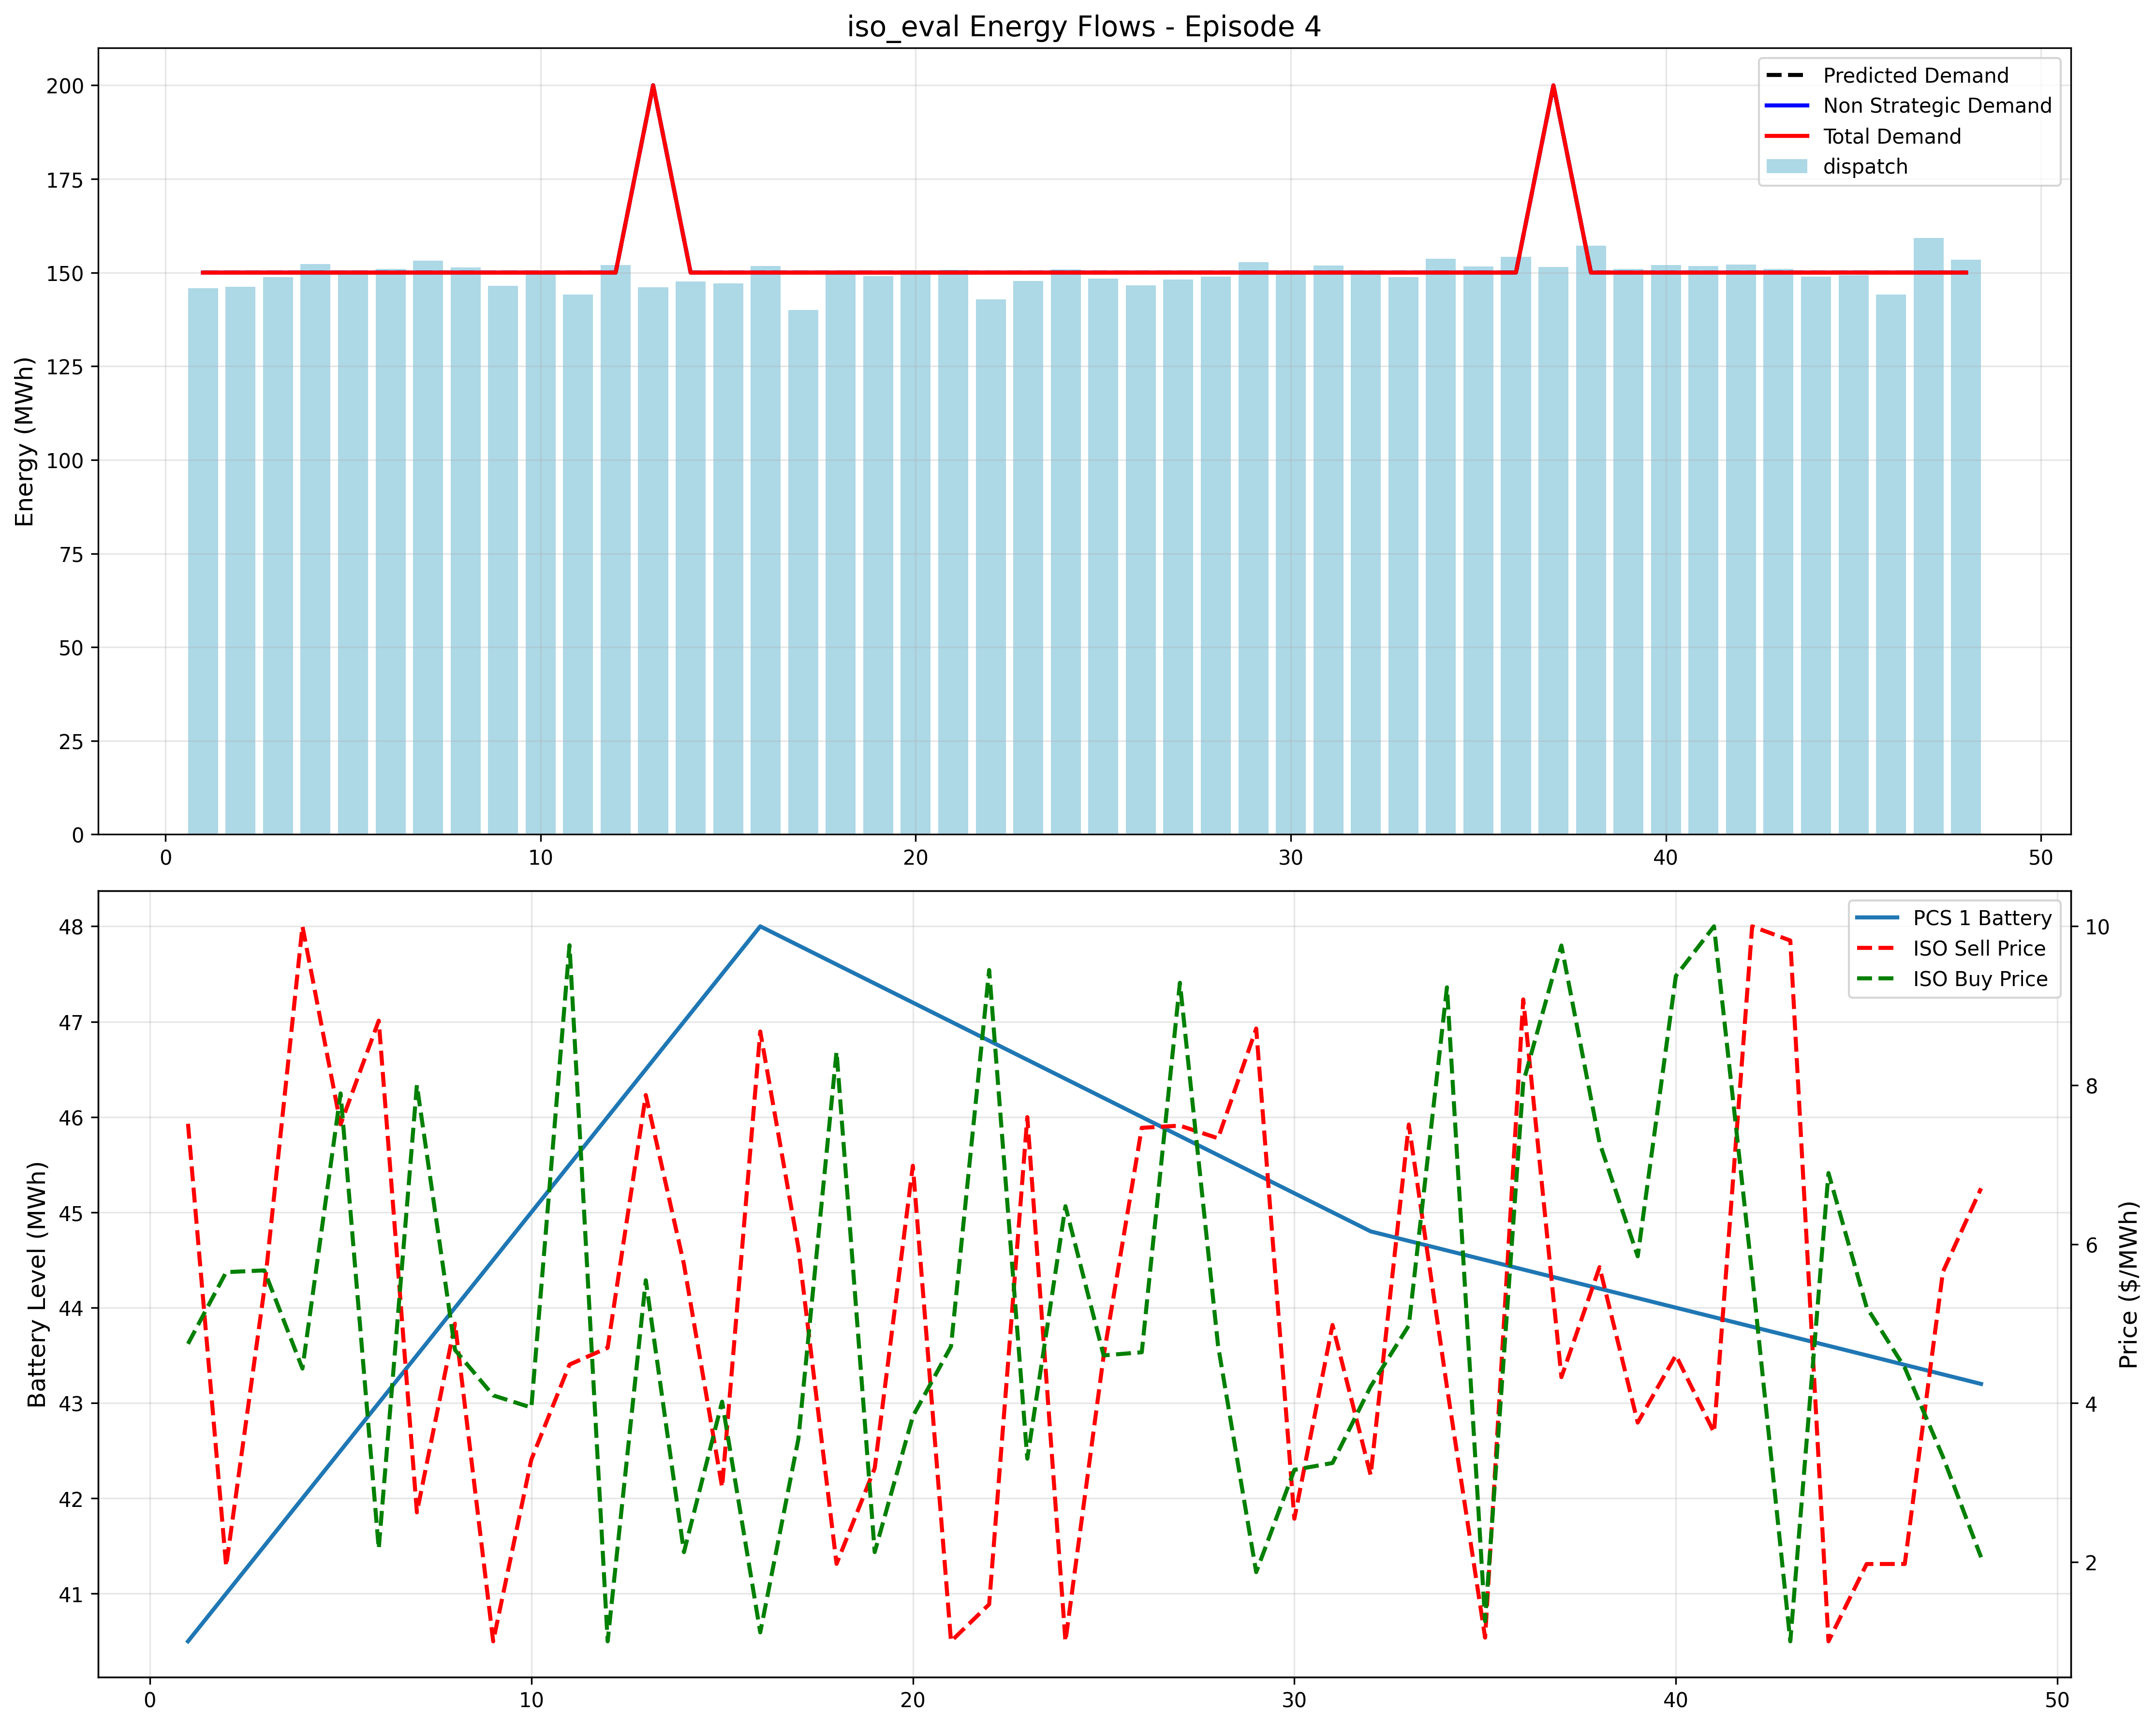 iso_eval Energy Flows - Episode 4
Energy (MWh)
200
175
150
125
100
75
50
25
0
Predicted Demand
Non Strategic Demand
Total Demand
dispatch
0 10 20 30 40 50
Battery Level (MWh)
48
47
46
45
44
43
42
41
PCS 1 Battery
ISO Sell Price
ISO Buy Price
10
8
6
4
2
Price ($/MWh)
0 10 20 30 40 50